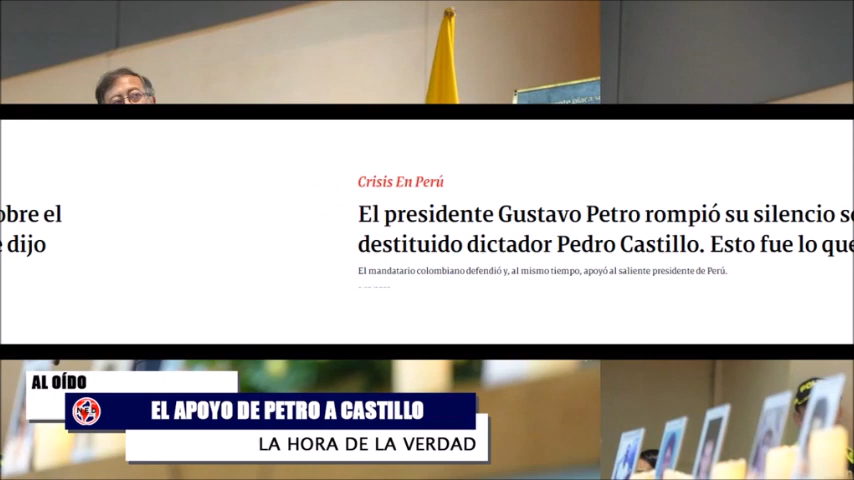 Crisis En Perú
obre el
El presidente Gustavo Petro rompió su silencio s
e dijo
destituido dictador Pedro Castillo. Esto fue lo que
El mandatario colombiano defendió y, al mismo tiempo, apoyó al saliente presidente de Perú.
AL OÍDO
EL APOYO DE PETRO A CASTILLO
LA HORA DE LA VERDAD